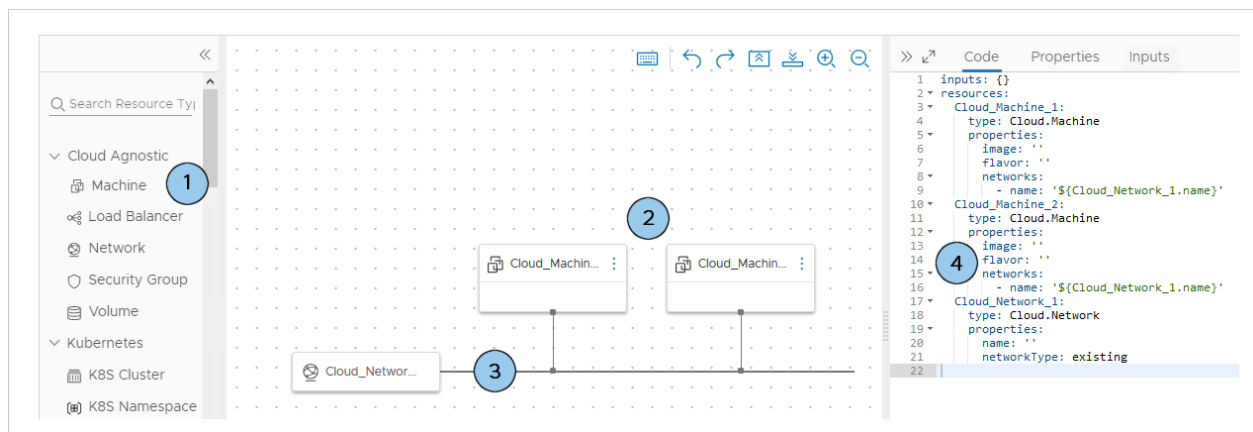 Search Resource Ty
Cloud Agnostic
Machine
Load Balancer
Network
Security Group
Volume
Kubernetes
K8S Cluster
K8S Namespace
1
2
Cloud_Machin...
Cloud_Machin...
Cloud_Networ...
3
Code Properties Inputs
1 inputs: {}
2 resources:
3 Cloud_Machine_1:
4 type: Cloud.Machine
5 properties:
6 image: ''
7 flavor: ''
8 networks:
9 - name: '${Cloud_Network_1.name}'
10 Cloud_Machine_2:
11 type: Cloud.Machine
12 properties:
13 image: ''
14 flavor: ''
15 networks:
16 - name: '${Cloud_Network_1.name}'
17 Cloud_Network_1:
18 type: Cloud.Network
19 properties:
20 name: ''
21 networkType: existing
22
4